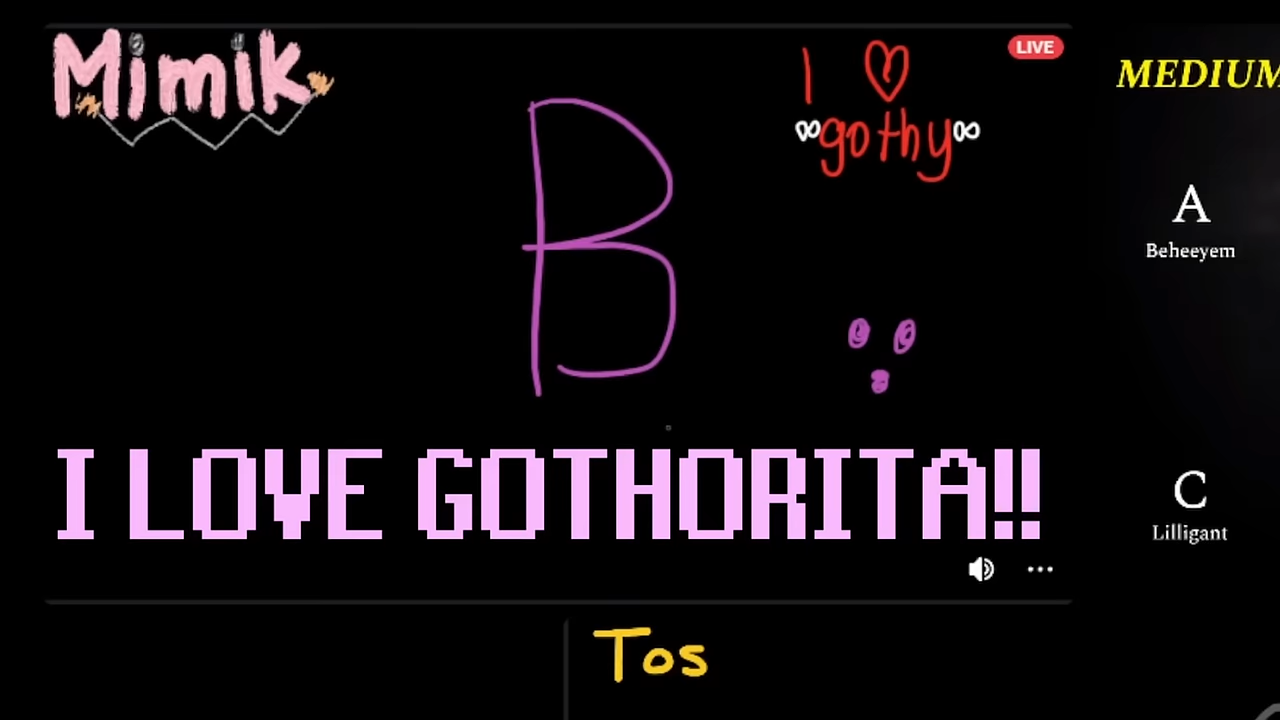 Mimik
I ♡
LIVE
MEDIUM
∞gothy∞
B
A
Beheeyem
I LOVE GOTHORITA!!
C
Lilligant
Tos